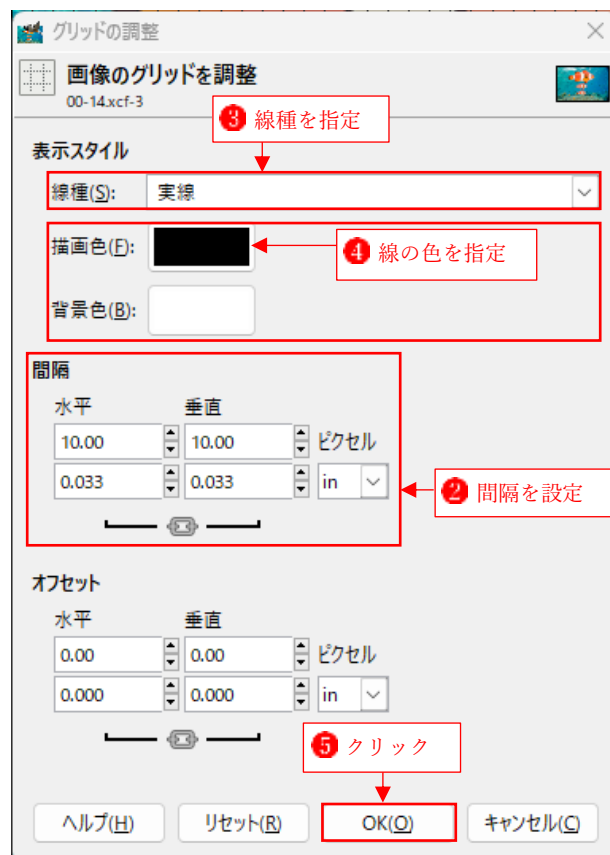 グリッドの調整
画像のグリッドを調整
00-14.xcf-3
❸ 線種を指定
表示スタイル
線種(S): 実線
描画色(F):
❹ 線の色を指定
背景色(B):
間隔
水平 垂直
10.00 10.00 ピクセル
0.033 0.033 in
❷ 間隔を設定
オフセット
水平 垂直
0.00 0.00 ピクセル
0.000 0.000 in
❺ クリック
ヘルプ(H) リセット(R) OK(O) キャンセル(C)